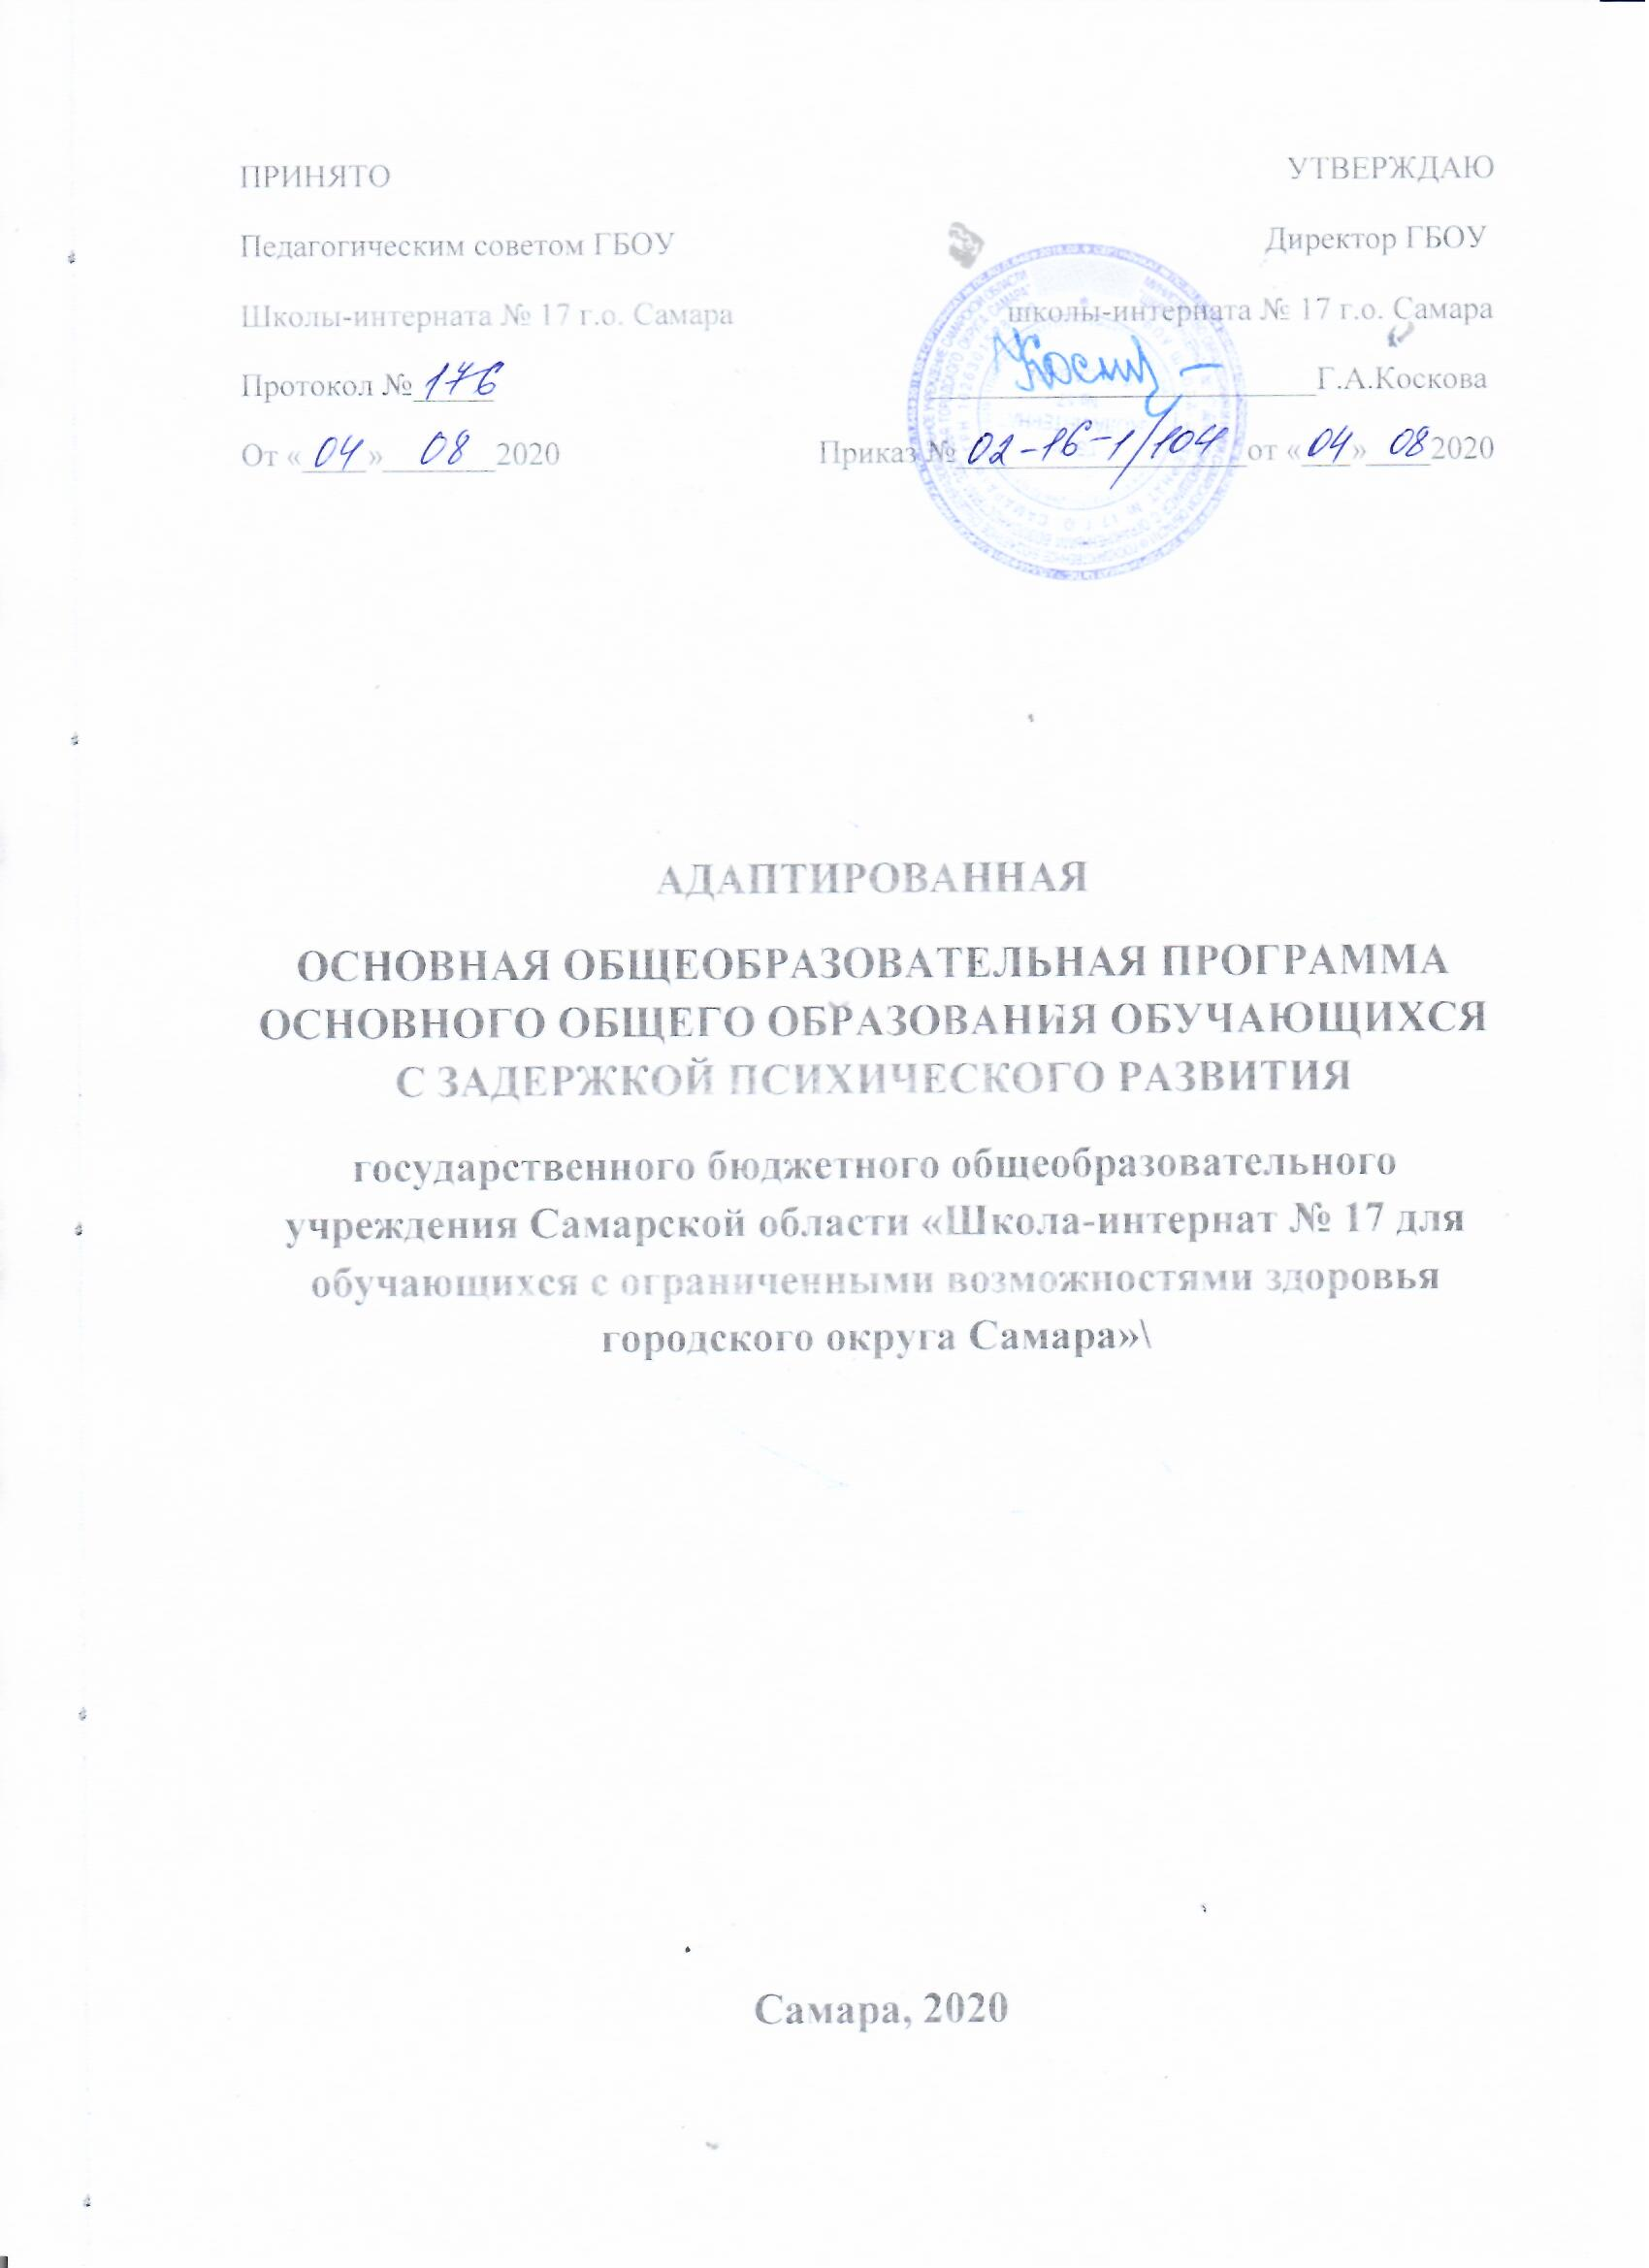 ПРИНЯТО
Педагогическим советом ГБОУ
Школы-интерната № 17 г.о. Самара
Протокол № 176
От «04» 08 2020
УТВЕРЖДАЮ
Директор ГБОУ
школы-интерната № 17 г.о. Самара
Г.А.Коскова
Приказ № 02-16-1/104 от «04» 08 2020
АДАПТИРОВАННАЯ
ОСНОВНАЯ ОБЩЕОБРАЗОВАТЕЛЬНАЯ ПРОГРАММА
ОСНОВНОГО ОБЩЕГО ОБРАЗОВАНИЯ ОБУЧАЮЩИХСЯ
С ЗАДЕРЖКОЙ ПСИХИЧЕСКОГО РАЗВИТИЯ
государственного бюджетного общеобразовательного
учреждения Самарской области «Школа-интернат № 17 для
обучающихся с ограниченными возможностями здоровья
городского округа Самара»\
Самара, 2020